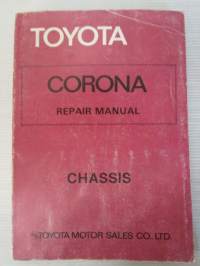 TOYOTA
CORONA
REPAIR MANUAL
CHASSIS
TOYOTA MOTOR SALES CO., LTD.